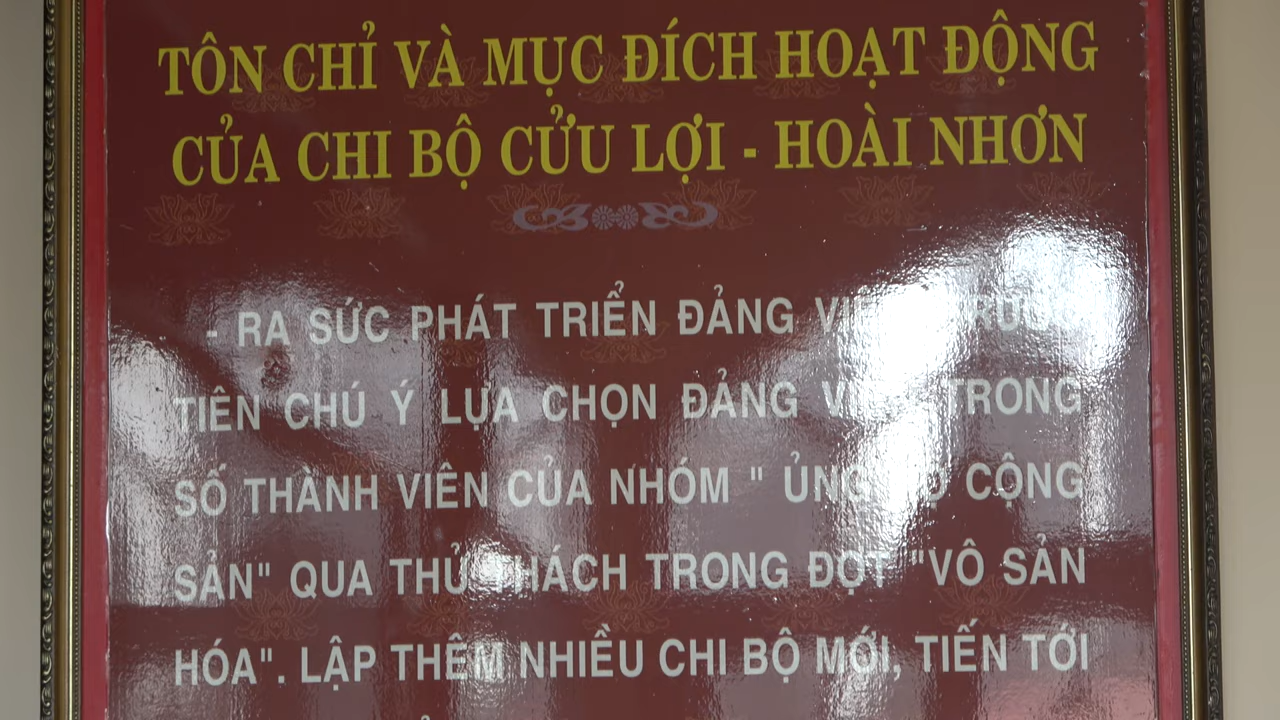 TÔN CHỈ VÀ MỤC ĐÍCH HOẠT ĐỘNG
CỦA CHI BỘ CỬU LỢI - HOÀI NHƠN
- RA SỨC PHÁT TRIỂN ĐẢNG
TIÊN CHÚ Ý LỰA CHỌN ĐẢNG TRONG
SỐ THÀNH VIÊN CỦA NHÓM " ỦNG CỘNG
SẢN" QUA THỬ THÁCH TRONG ĐỢT "VÔ SẢN
HÓA". LẬP THÊM NHIỀU CHI BỘ MỚI, TIẾN TỚI